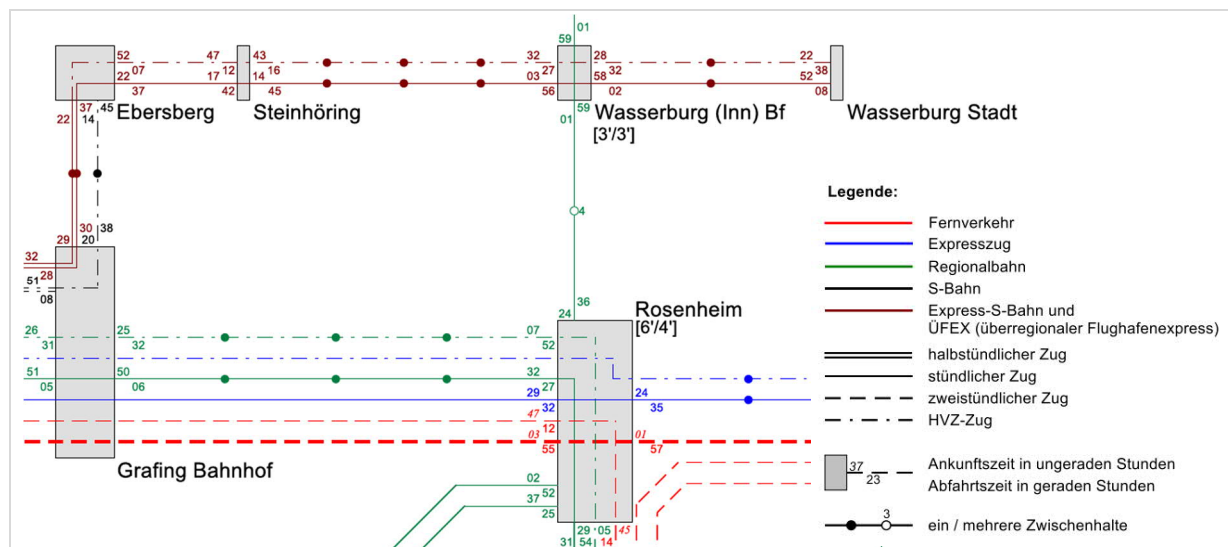 01
59
52 47 43 32 28 22
07 12 16 27 32 38
22 17 14 03 58 52
37 42 45 56 02 08
37 45
22 14
Ebersberg Steinhöring Wasserburg (Inn) Bf Wasserburg Stadt
[3'/3']
59
01
4
Legende:
Fernverkehr
Expresszug
Regionalbahn
S-Bahn
Express-S-Bahn und
ÜFEX (überregionaler Flughafenexpress)
halbstündlicher Zug
stündlicher Zug
zweistündlicher Zug
HVZ-Zug
37
23
Ankunftszeit in ungeraden Stunden
Abfahrtszeit in geraden Stunden
3
ein / mehrere Zwischenhalte
30 38
29 20
32
28
51
08
36
24
Rosenheim
[6'/4']
26 25 07
31 32 52
51 50 32
05 06 27
29 24
32 35
47
12
03 01
55 57
Grafing Bahnhof
02
52
37
25
29 05 45
31 54 14